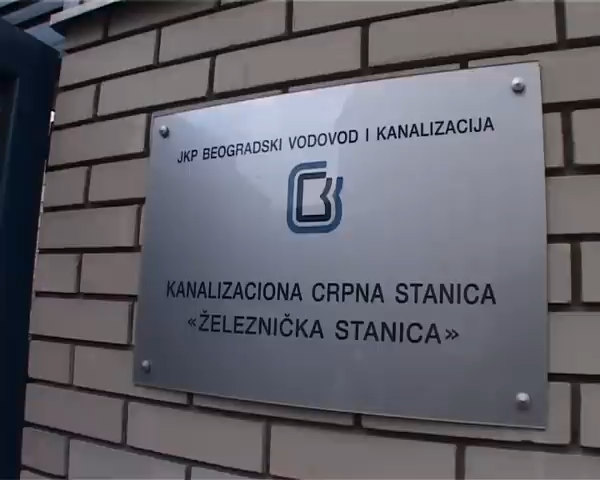 JKP BEOGRADSKI VODOVOD I KANALIZACIJA
KANALIZACIONA CRPNA STANICA
«ŽELEZNIČKA STANICA»